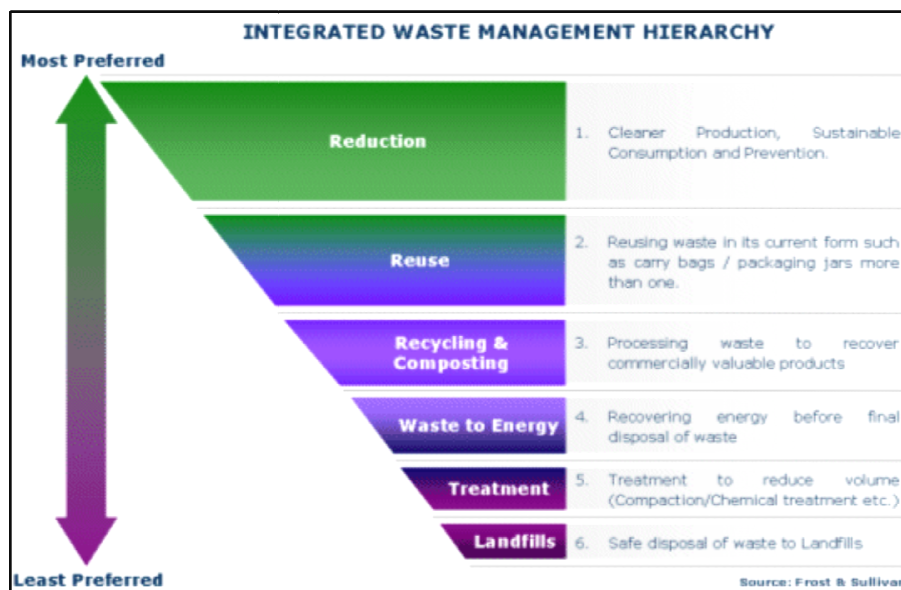 INTEGRATED WASTE MANAGEMENT HIERARCHY
Most Preferred
Reduction
1. Cleaner Production, Sustainable
Consumption and Prevention.
Reuse
2. Reusing waste in its current form such
as carry bags / packaging jars more
than one.
Recycling &
Composting
3. Processing waste to recover
commercially valuable products
Waste to Energy
4. Recovering energy before final
disposal of waste
Treatment
5. Treatment to reduce volume
(Compaction/Chemical treatment etc.)
Landfills
6. Safe disposal of waste to Landfills
Least Preferred
Source: Frost & Sullivan